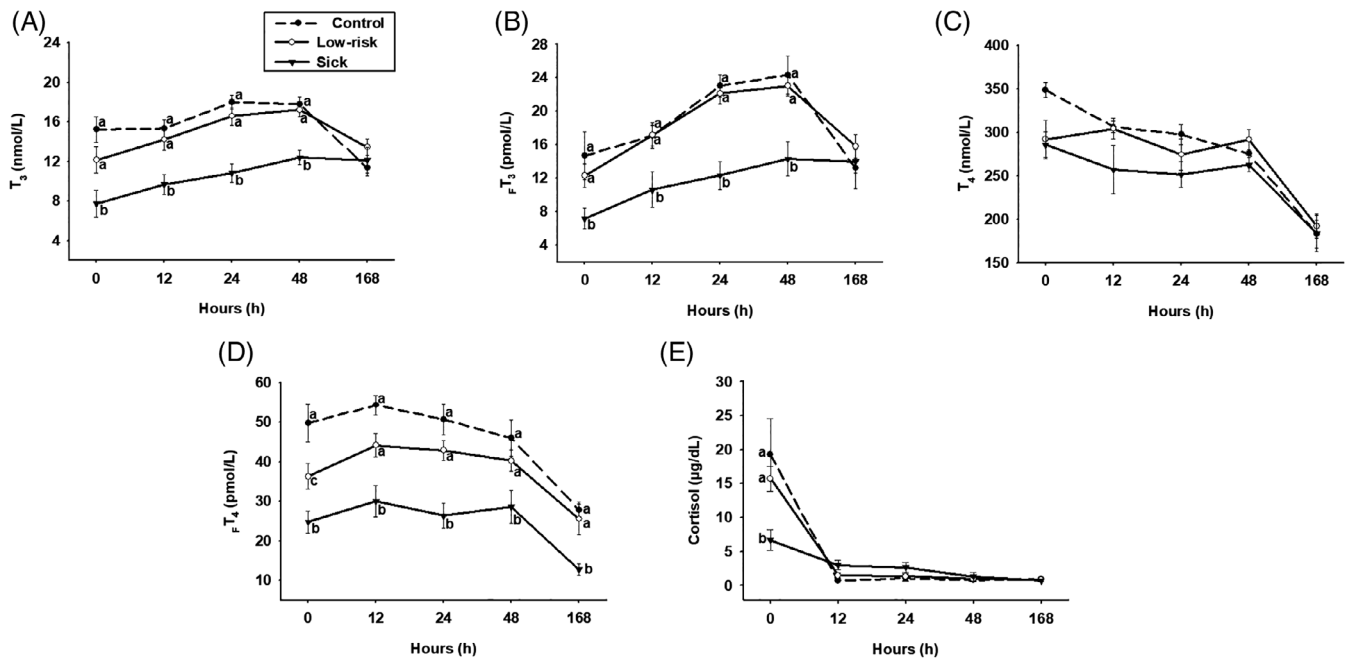 (A)
Control
Low-risk
Sick
T3 (nmol/L)
24
20
16
12
8
4
a a a a
a a a a
b b b b
0 12 24 48 168
Hours (h)
(B)
FT3 (pmol/L)
28
24
20
16
12
8
4
a a a a
a a a a
b b b b
0 12 24 48 168
Hours (h)
(C)
T4 (nmol/L)
400
350
300
250
200
150
0 12 24 48 168
Hours (h)
(D)
FT4 (pmol/L)
60
50
40
30
20
10
a a a a a
c a a a a
b b b b b
0 12 24 48 168
Hours (h)
(E)
Cortisol (µg/dL)
30
25
20
15
10
5
0
a
a
b
0 12 24 48 168
Hours (h)